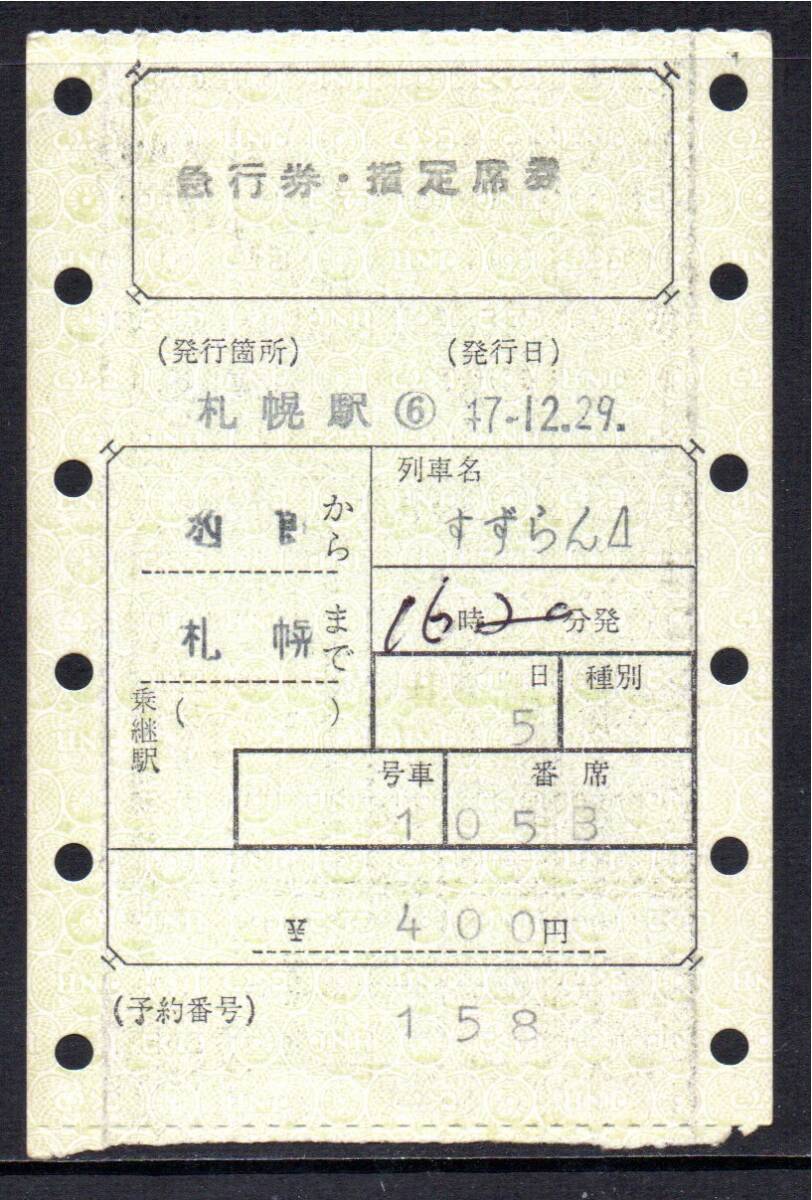 急行券・指定席券
(発行箇所) (発行日)
札幌駅⑥ 47-12.29.
から
札幌 まで
乗継駅 ( )
列車名
すずらん
16時20分発
日 種別
5
号車 番席
1 05B
¥ 400円
(予約番号) 158